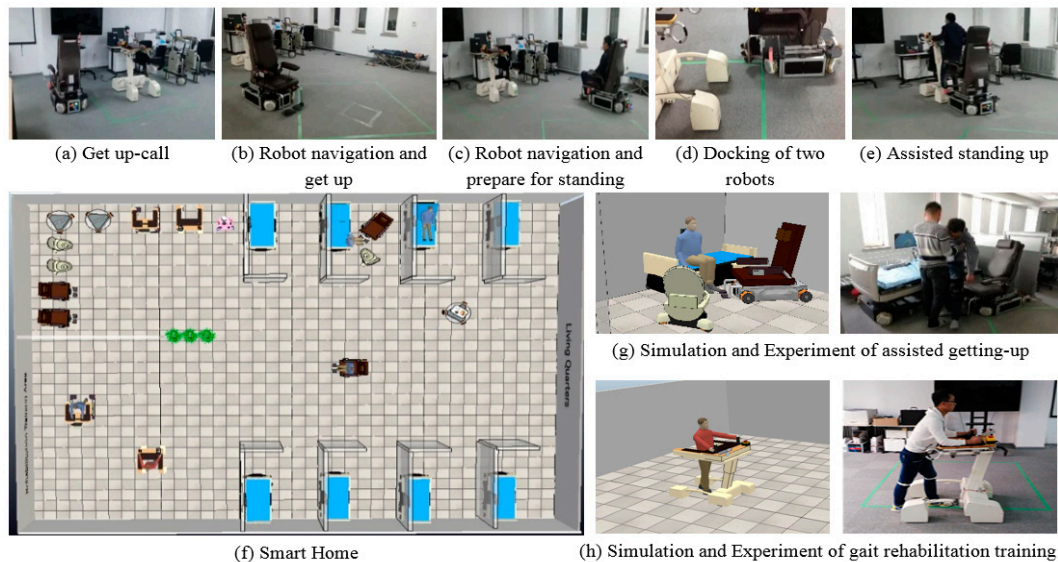 (a) Get up-call
(b) Robot navigation and
get up
(c) Robot navigation and
prepare for standing
(d) Docking of two
robots
(e) Assisted standing up
Living Quarters
(f) Smart Home
(g) Simulation and Experiment of assisted getting-up
(h) Simulation and Experiment of gait rehabilitation training